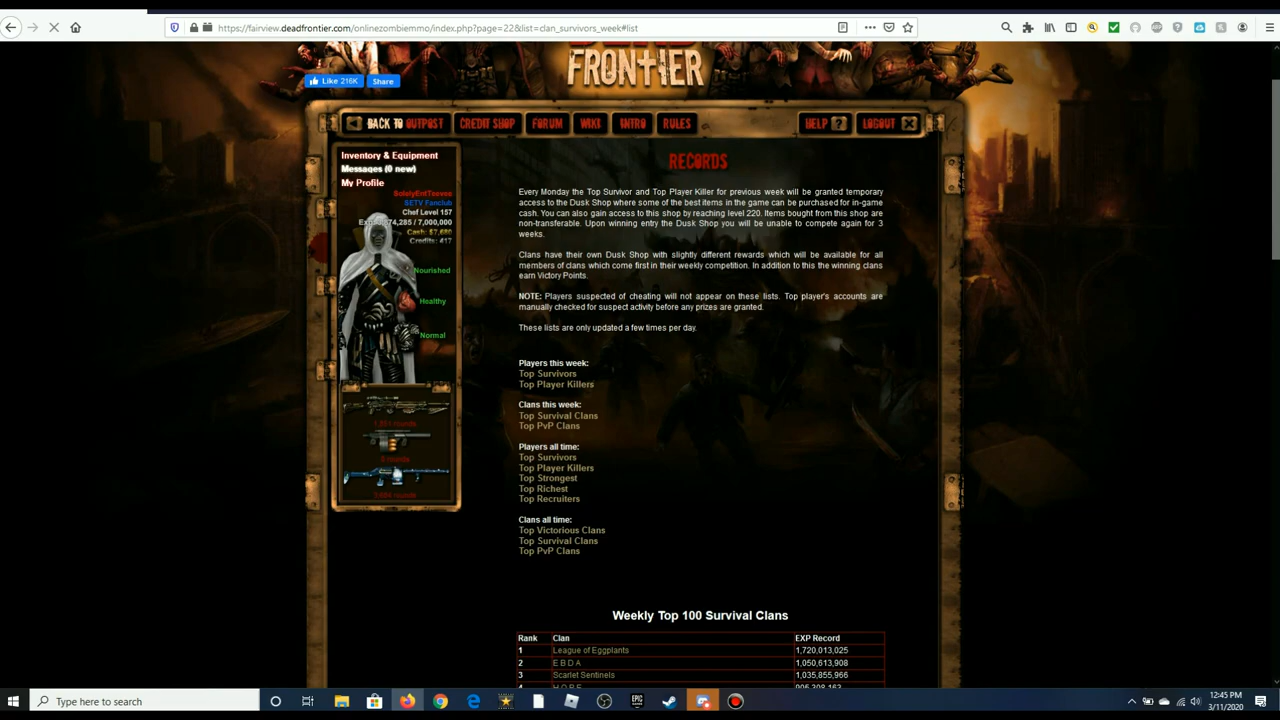 https://fairview.deadfrontier.com/onlinezombiemmo/index.php?page=22&list=clan_survivors_week#list
FRONTIER
Like 216K
Share
BACK TO OUTPOST
CREDIT SHOP
FORUM
WIKI
INTRO
RULES
HELP ?
LOGOUT
Inventory & Equipment
Messages (0 new)
My Profile
SETV Fanclub
Chef Level 157
Cash: $7,680
Credits: 417
Nourished
Healthy
Normal
0 rounds
RECORDS
Every Monday the Top Survivor and Top Player Killer for previous week will be granted temporary
access to the Dusk Shop where some of the best items in the game can be purchased for in-game
cash. You can also gain access to this shop by reaching level 220. Items bought from this shop are
non-transferable. Upon winning entry the Dusk Shop you will be unable to compete again for 3
weeks.
Clans have their own Dusk Shop with slightly different rewards which will be available for all
members of clans which come first in their weekly competition. In addition to this the winning clans
earn Victory Points.
NOTE: Players suspected of cheating will not appear on these lists. Top player's accounts are
manually checked for suspect activity before any prizes are granted.
These lists are only updated a few times per day.
Players this week:
Top Survivors
Top Player Killers
Clans this week:
Top Survival Clans
Top PvP Clans
Players all time:
Top Survivors
Top Player Killers
Top Strongest
Top Richest
Top Recruiters
Clans all time:
Top Victorious Clans
Top Survival Clans
Top PvP Clans
Weekly Top 100 Survival Clans
Rank Clan EXP Record
1 League of Eggplants 1,720,013,025
2 E B D A 1,050,613,908
3 Scarlet Sentinels 1,035,855,966
Type here to search
12:45 PM
3/11/2020